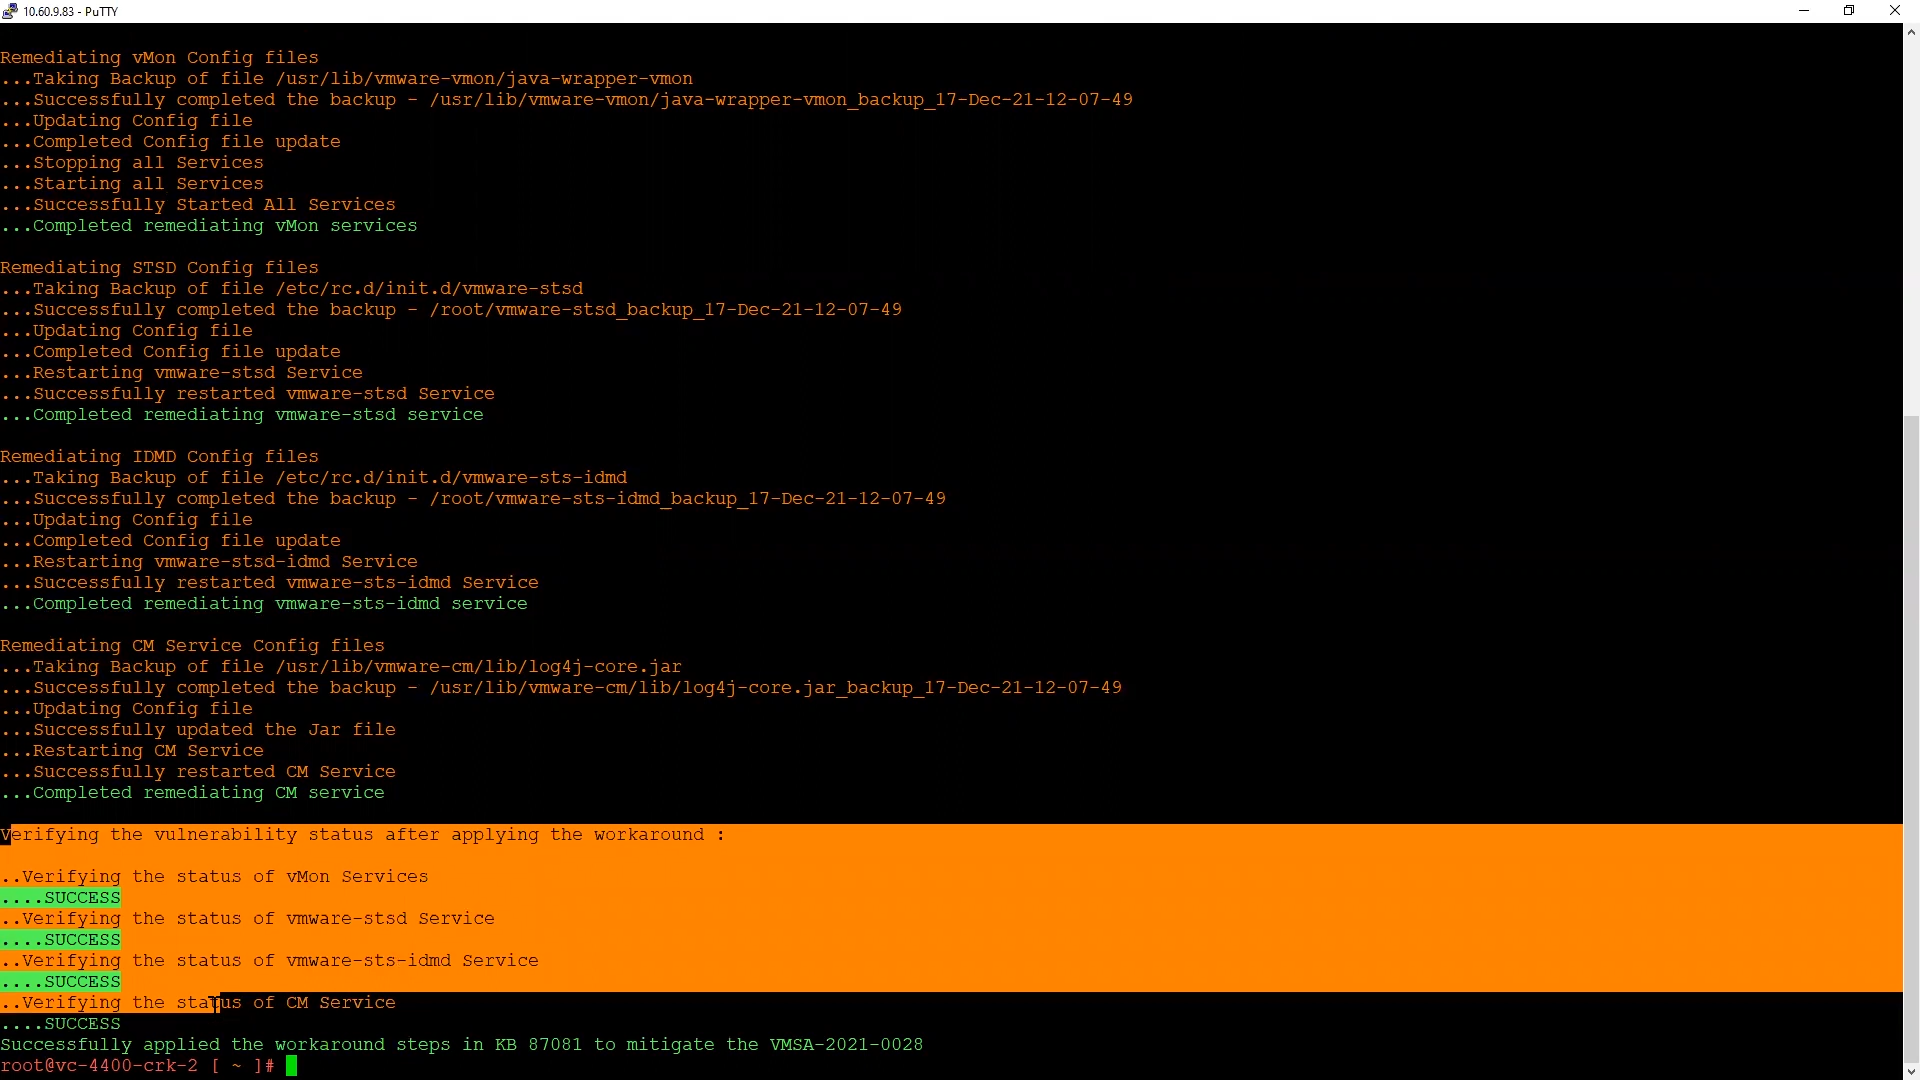 10.60.9.83 - PuTTY
Remediating vMon Config files
...Taking Backup of file /usr/lib/vmware-vmon/java-wrapper-vmon
...Successfully completed the backup - /usr/lib/vmware-vmon/java-wrapper-vmon_backup_17-Dec-21-12-07-49
...Updating Config file
...Completed Config file update
...Stopping all Services
...Starting all Services
...Successfully Started All Services
...Completed remediating vMon services
Remediating STSD Config files
...Taking Backup of file /etc/rc.d/init.d/vmware-stsd
...Successfully completed the backup - /root/vmware-stsd_backup_17-Dec-21-12-07-49
...Updating Config file
...Completed Config file update
...Restarting vmware-stsd Service
...Successfully restarted vmware-stsd Service
...Completed remediating vmware-stsd service
Remediating IDMD Config files
...Taking Backup of file /etc/rc.d/init.d/vmware-sts-idmd
...Successfully completed the backup - /root/vmware-sts-idmd_backup_17-Dec-21-12-07-49
...Updating Config file
...Completed Config file update
...Restarting vmware-stsd-idmd Service
...Successfully restarted vmware-sts-idmd Service
...Completed remediating vmware-sts-idmd service
Remediating CM Service Config files
...Taking Backup of file /usr/lib/vmware-cm/lib/log4j-core.jar
...Successfully completed the backup - /usr/lib/vmware-cm/lib/log4j-core.jar_backup_17-Dec-21-12-07-49
...Updating Config file
...Successfully updated the Jar file
...Restarting CM Service
...Successfully restarted CM Service
...Completed remediating CM service
Verifying the vulnerability status after applying the workaround :
..Verifying the status of vMon Services
....SUCCESS
..Verifying the status of vmware-stsd Service
....SUCCESS
..Verifying the status of vmware-sts-idmd Service
....SUCCESS
..Verifying the status of CM Service
....SUCCESS
Successfully applied the workaround steps in KB 87081 to mitigate the VMSA-2021-0028
root@vc-4400-crk-2 [ ~ ]#